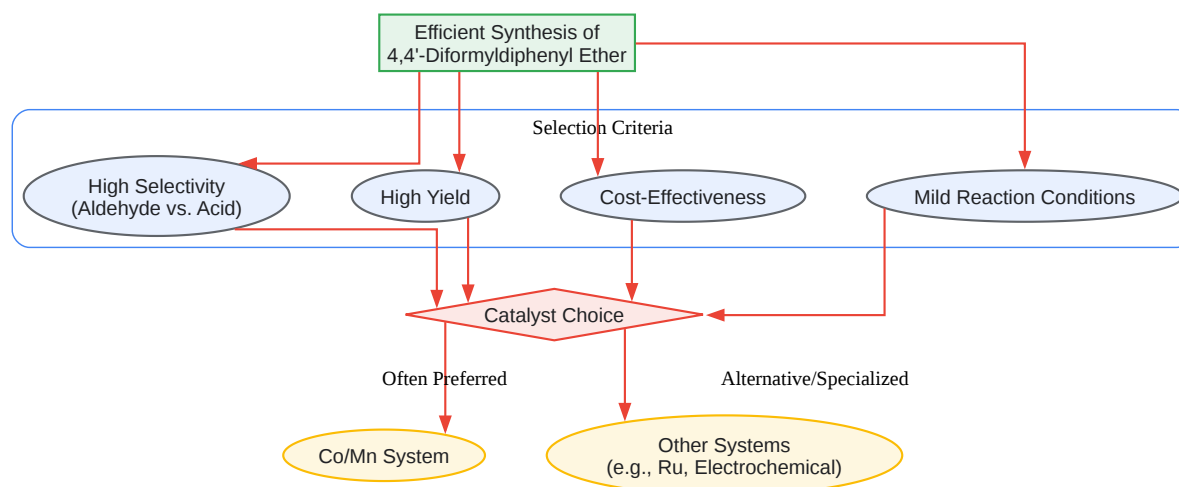 Efficient Synthesis of
4,4'-Diformyldiphenyl Ether
Selection Criteria
High Selectivity
(Aldehyde vs. Acid)
High Yield
Cost-Effectiveness
Mild Reaction Conditions
Catalyst Choice
Often Preferred
Alternative/Specialized
Co/Mn System
Other Systems
(e.g., Ru, Electrochemical)